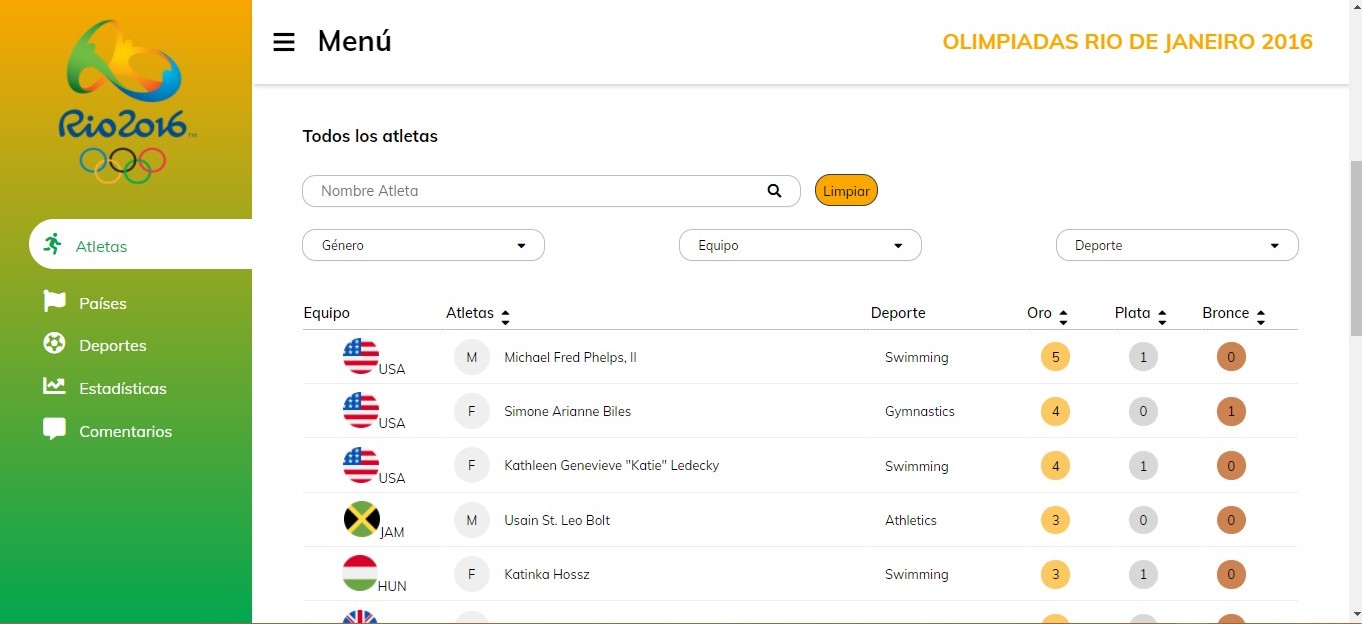 Rio2016™
Atletas
Países
Deportes
Estadísticas
Comentarios
Menú
OLIMPIADAS RIO DE JANEIRO 2016
Todos los atletas
Nombre Atleta
Limpiar
Género
Equipo
Deporte
Equipo Atletas Deporte Oro Plata Bronce
USA M Michael Fred Phelps, II Swimming 5 1 0
USA F Simone Arianne Biles Gymnastics 4 0 1
USA F Kathleen Genevieve "Katie" Ledecky Swimming 4 1 0
JAM M Usain St. Leo Bolt Athletics 3 0 0
HUN F Katinka Hossz Swimming 3 1 0